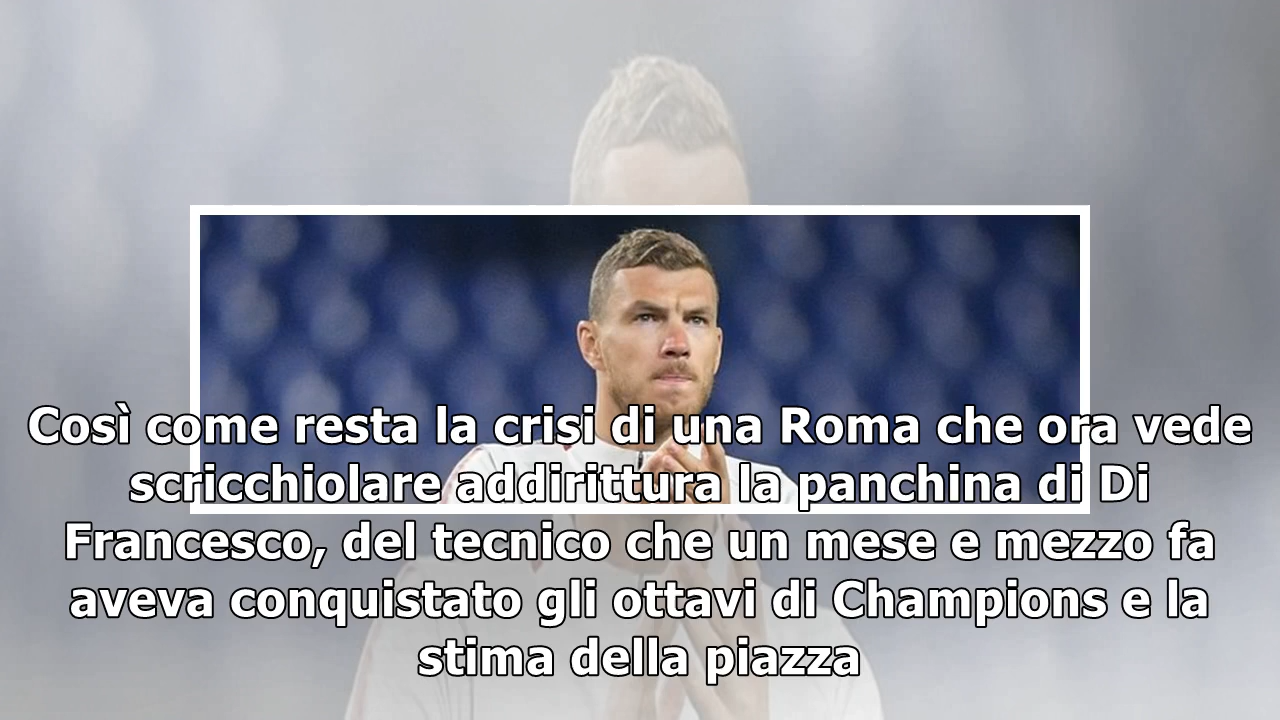 Così come resta la crisi di una Roma che ora vede
scricchiolare addirittura la panchina di Di
Francesco, del tecnico che un mese e mezzo fa
aveva conquistato gli ottavi di Champions e la
stima della piazza